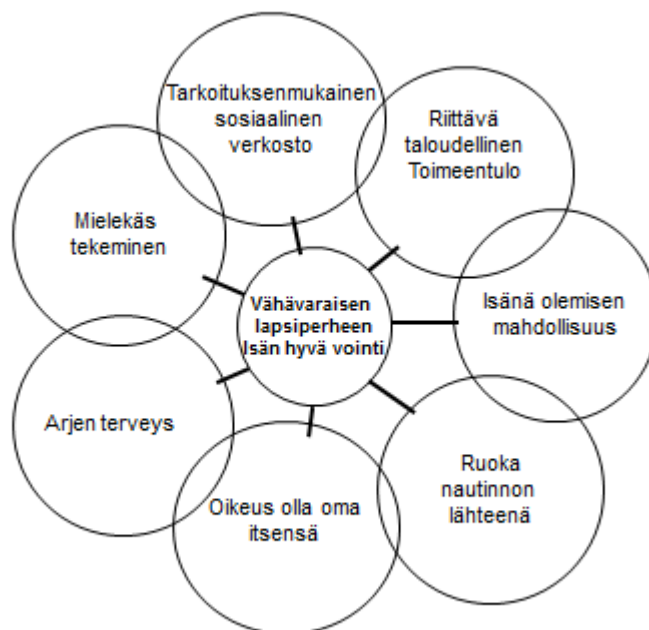 Tarkoituksenmukainen
sosiaalinen
verkosto
Riittävä
taloudellinen
Toimeentulo
Mielekäs
tekeminen
Vähävaraisen
lapsiperheen
Isän hyvä vointi
Isänä olemisen
mahdollisuus
Arjen terveys
Ruoka
nautinnon
lähteenä
Oikeus olla oma
itsensä